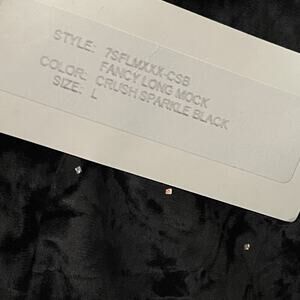 STYLE: 7SFLMXXX-CSB
FANCY LONG MOCK
COLOR: CRUSH SPARKLE BLACK
SIZE: L